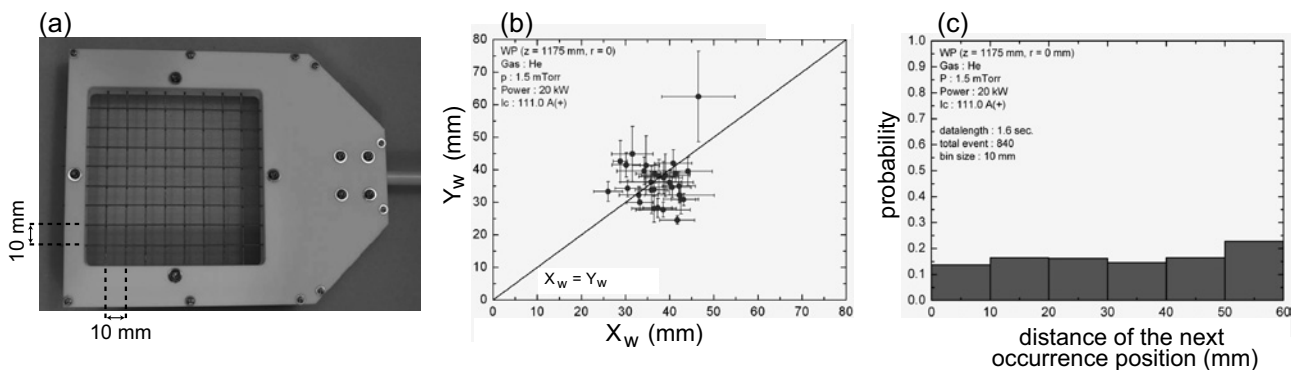 (a)
10 mm
10 mm
(b)
80
70
60
50
40
30
20
10
0
Y_w (mm)
WP (z = 1175 mm, r = 0)
Gas : He
p : 1.5 mTorr
Power : 20 kW
Ic : 111.0 A(+)
X_w = Y_w
0 10 20 30 40 50 60 70 80
X_w (mm)
(c)
1.0
0.9
0.8
0.7
0.6
0.5
0.4
0.3
0.2
0.1
0.0
probability
WP (z = 1175 mm, r = 0 mm)
Gas : He
P : 1.5 mTorr
Power : 20 kW
Ic : 111.0 A(+)
datalength : 1.6 sec.
total event : 840
bin size : 10 mm
0 10 20 30 40 50 60
distance of the next
occurrence position (mm)